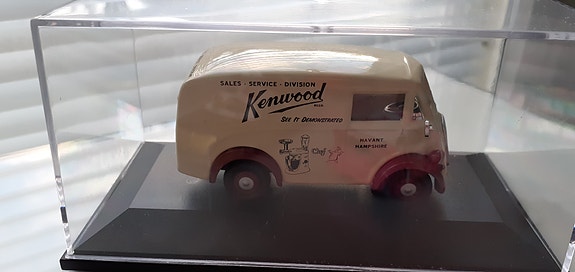 SALES · SERVICE · DIVISION
Kenwood
SEE IT DEMONSTRATED
Chef
HAVANT
HAMPSHIRE